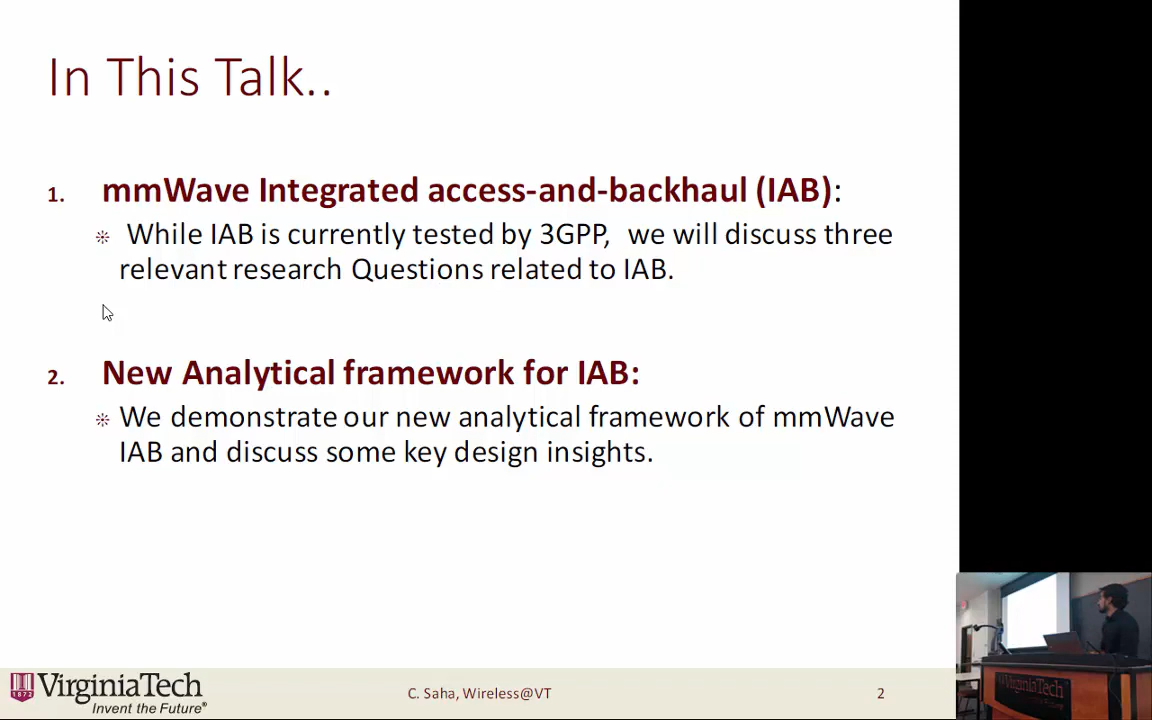 In This Talk..
1. mmWave Integrated access-and-backhaul (IAB):
While IAB is currently tested by 3GPP, we will discuss three
relevant research Questions related to IAB.
2. New Analytical framework for IAB:
We demonstrate our new analytical framework of mmWave
IAB and discuss some key design insights.
1872 VirginiaTech
Invent the Future®
C. Saha, Wireless@VT
2
VirginiaTech